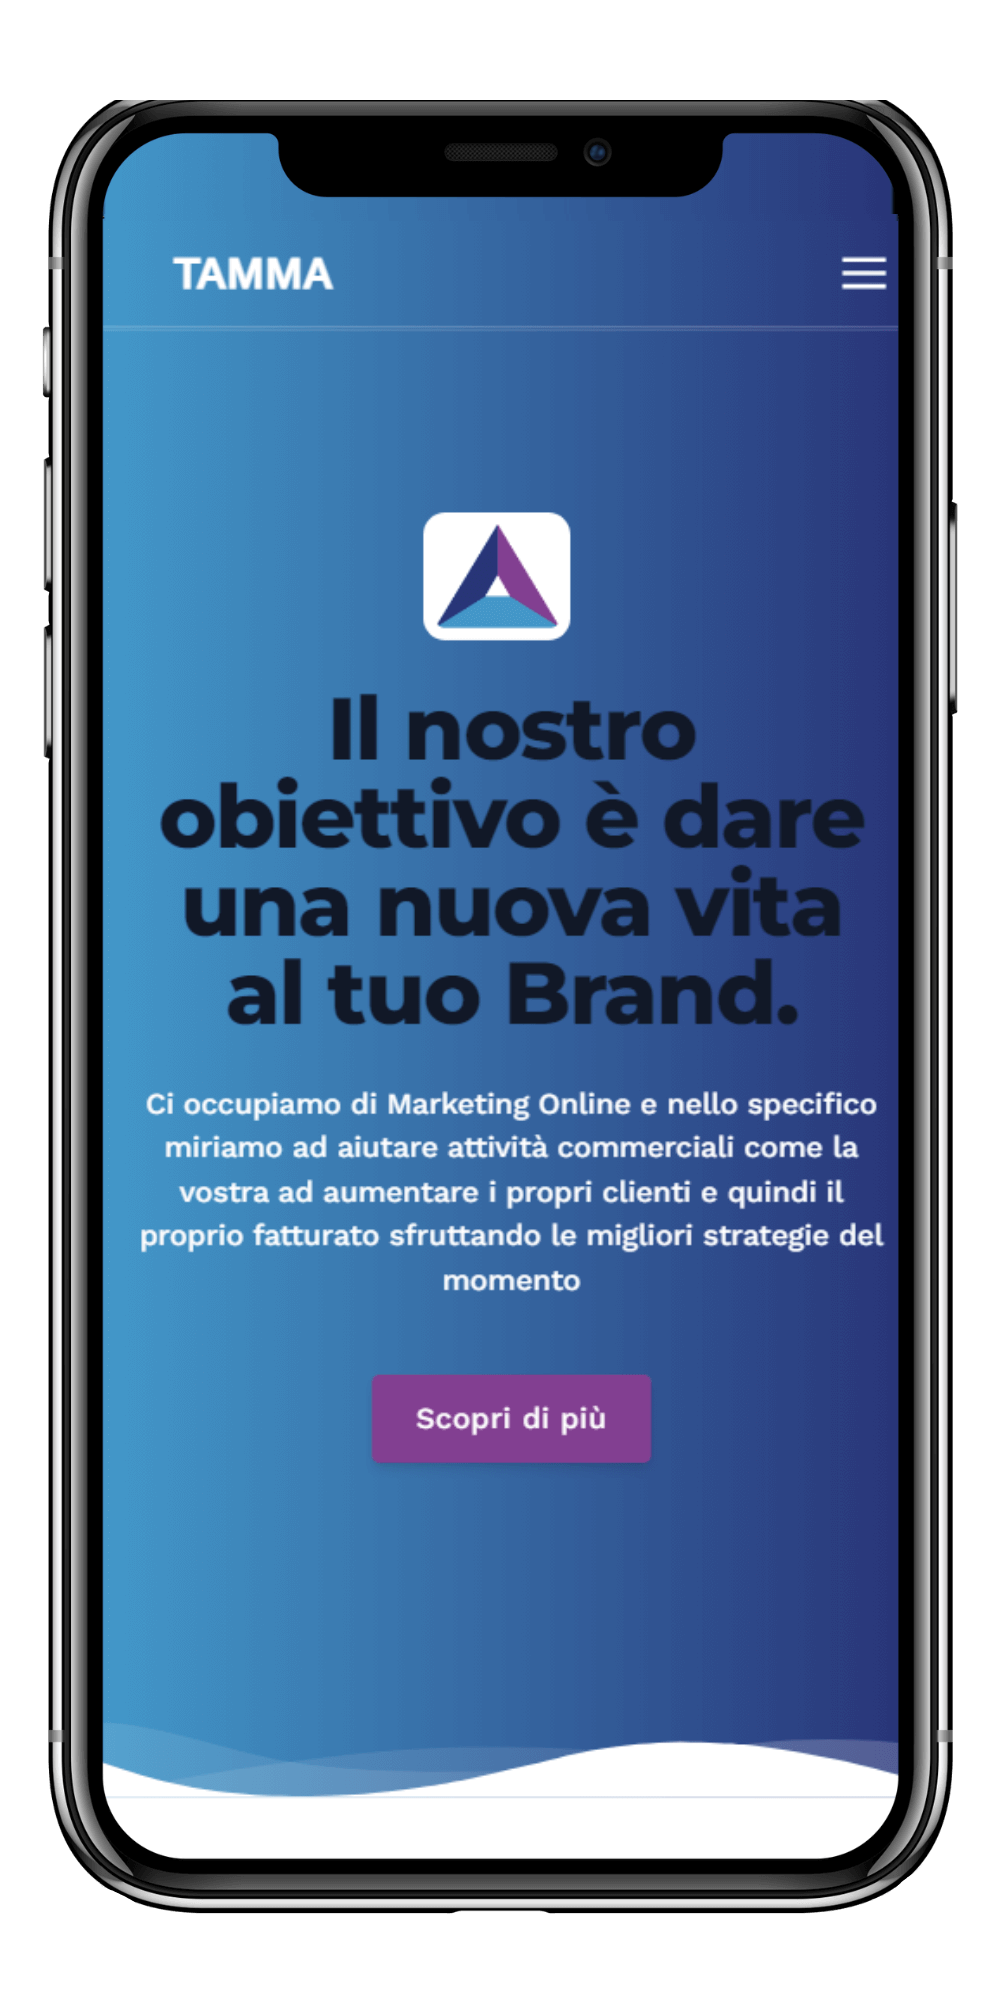 TAMMA
Il nostro
obiettivo è dare
una nuova vita
al tuo Brand.
Ci occupiamo di Marketing Online e nello specifico
miriamo ad aiutare attività commerciali come la
vostra ad aumentare i propri clienti e quindi il
proprio fatturato sfruttando le migliori strategie del
momento
Scopri di più